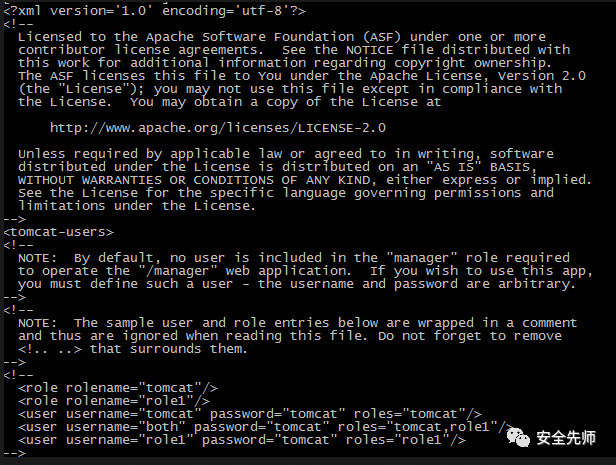 <?xml version='1.0' encoding='utf-8'?>
<!--
  Licensed to the Apache Software Foundation (ASF) under one or more
  contributor license agreements.  See the NOTICE file distributed with
  this work for additional information regarding copyright ownership.
  The ASF licenses this file to You under the Apache License, Version 2.0
  (the "License"); you may not use this file except in compliance with
  the License.  You may obtain a copy of the License at

      http://www.apache.org/licenses/LICENSE-2.0

  Unless required by applicable law or agreed to in writing, software
  distributed under the License is distributed on an "AS IS" BASIS,
  WITHOUT WARRANTIES OR CONDITIONS OF ANY KIND, either express or implied.
  See the License for the specific language governing permissions and
  limitations under the License.
-->
<tomcat-users>
<!--
  NOTE:  By default, no user is included in the "manager" role required
  to operate the "/manager" web application.  If you wish to use this app,
  you must define such a user - the username and password are arbitrary.
-->
<!--
  NOTE:  The sample user and role entries below are wrapped in a comment
  and thus are ignored when reading this file. Do not forget to remove
  <!.. ..> that surrounds them.
-->
<!--
  <role rolename="tomcat"/>
  <role rolename="role1"/>
  <user username="tomcat" password="tomcat" roles="tomcat"/>
  <user username="both" password="tomcat" roles="tomcat,role1"/>
  <user username="role1" password="tomcat" roles="role1"/>
-->
安全先师